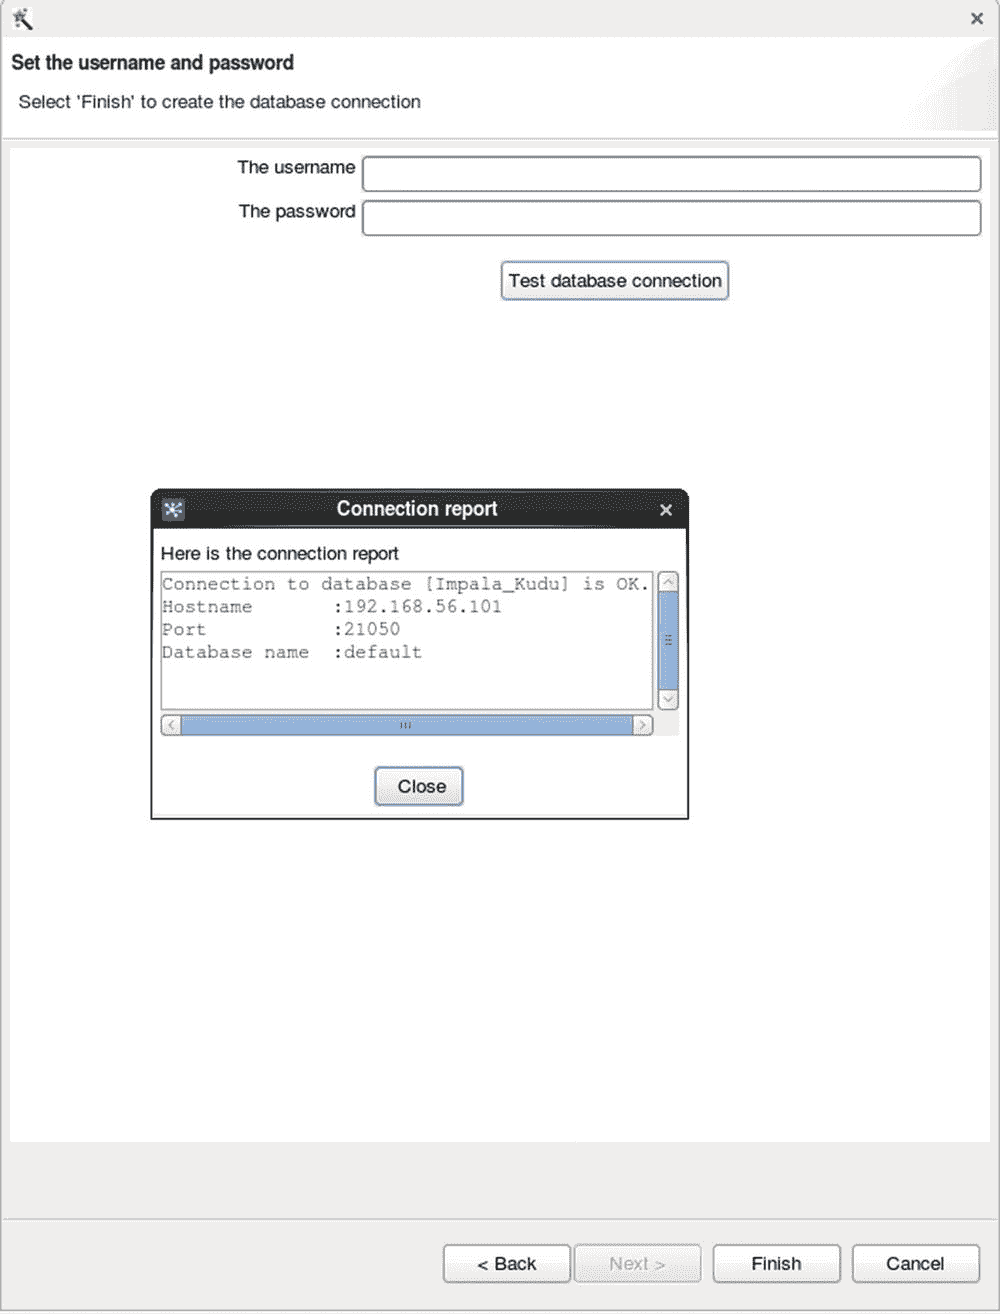 Set the username and password
Select 'Finish' to create the database connection
The username
The password
Test database connection
Connection report
Here is the connection report
Connection to database [Impala_Kudu] is OK.
Hostname :192.168.56.101
Port :21050
Database name :default
Close
< Back Next > Finish Cancel